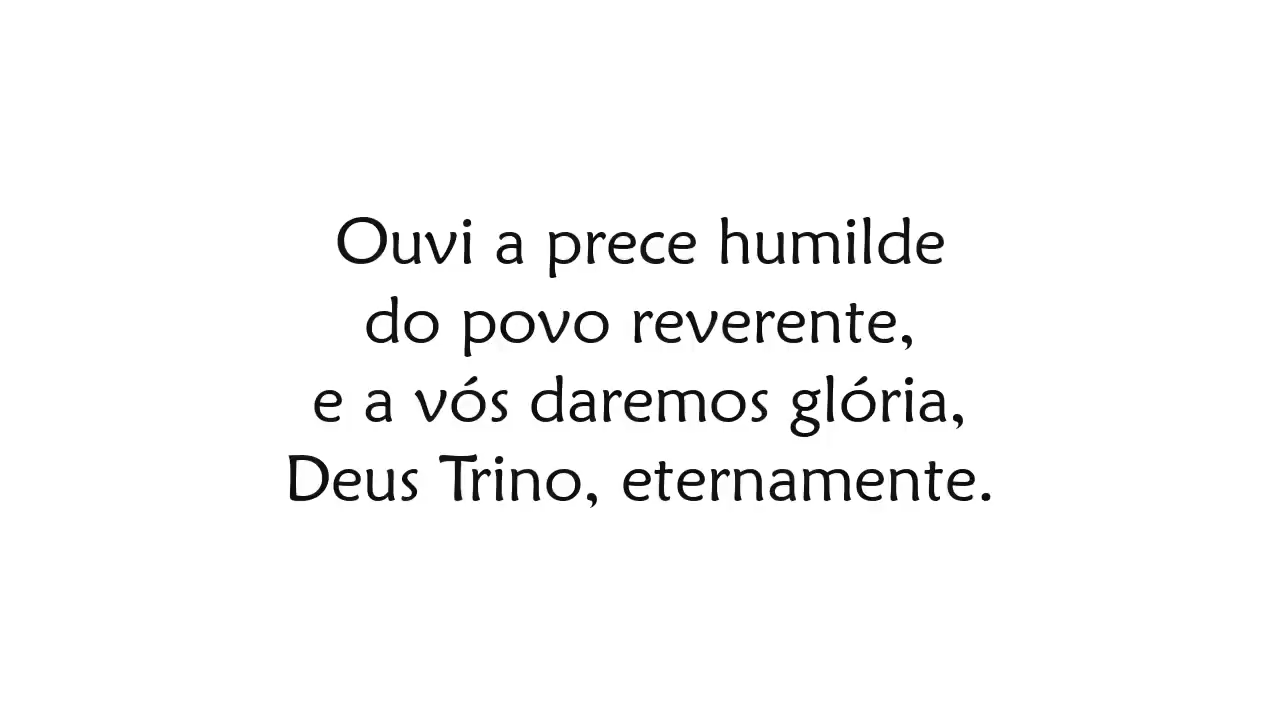 Ouvi a prece humilde
do povo reverente,
e a vós daremos glória,
Deus Trino, eternamente.